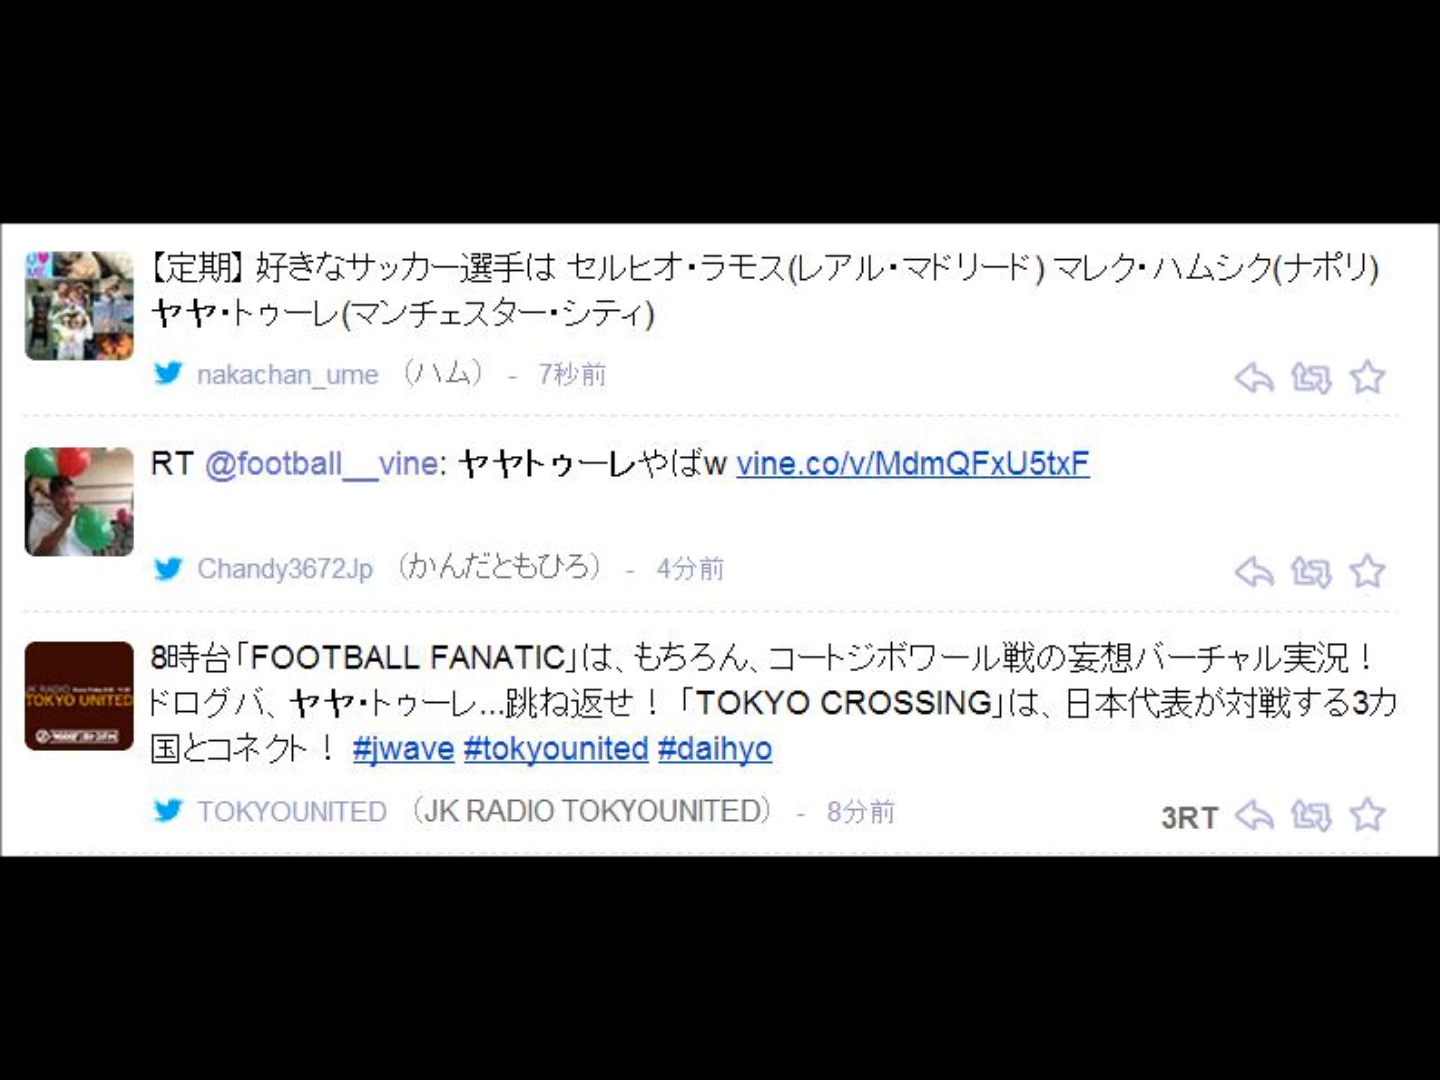 【定期】 好きなサッカー選手は セルヒオ・ラモス(レアル・マドリード) マレク・ハムシク(ナポリ)
ヤヤ・トゥーレ(マンチェスター・シティ)
nakachan_ume （ハム） - 7秒前
RT @football__vine: ヤヤトゥーレやばw vine.co/v/MdmQFxU5txF
Chandy3672Jp （かんだともひろ） - 4分前
8時台「FOOTBALL FANATIC」は、もちろん、コートジボワール戦の妄想バーチャル実況！
ドログバ、ヤヤ・トゥーレ...跳ね返せ！「TOKYO CROSSING」は、日本代表が対戦する3カ
国とコネクト！ #jwave #tokyounited #daihyo
TOKYO UNITED
TOKYOUNITED （JK RADIO TOKYOUNITED） - 8分前 3RT